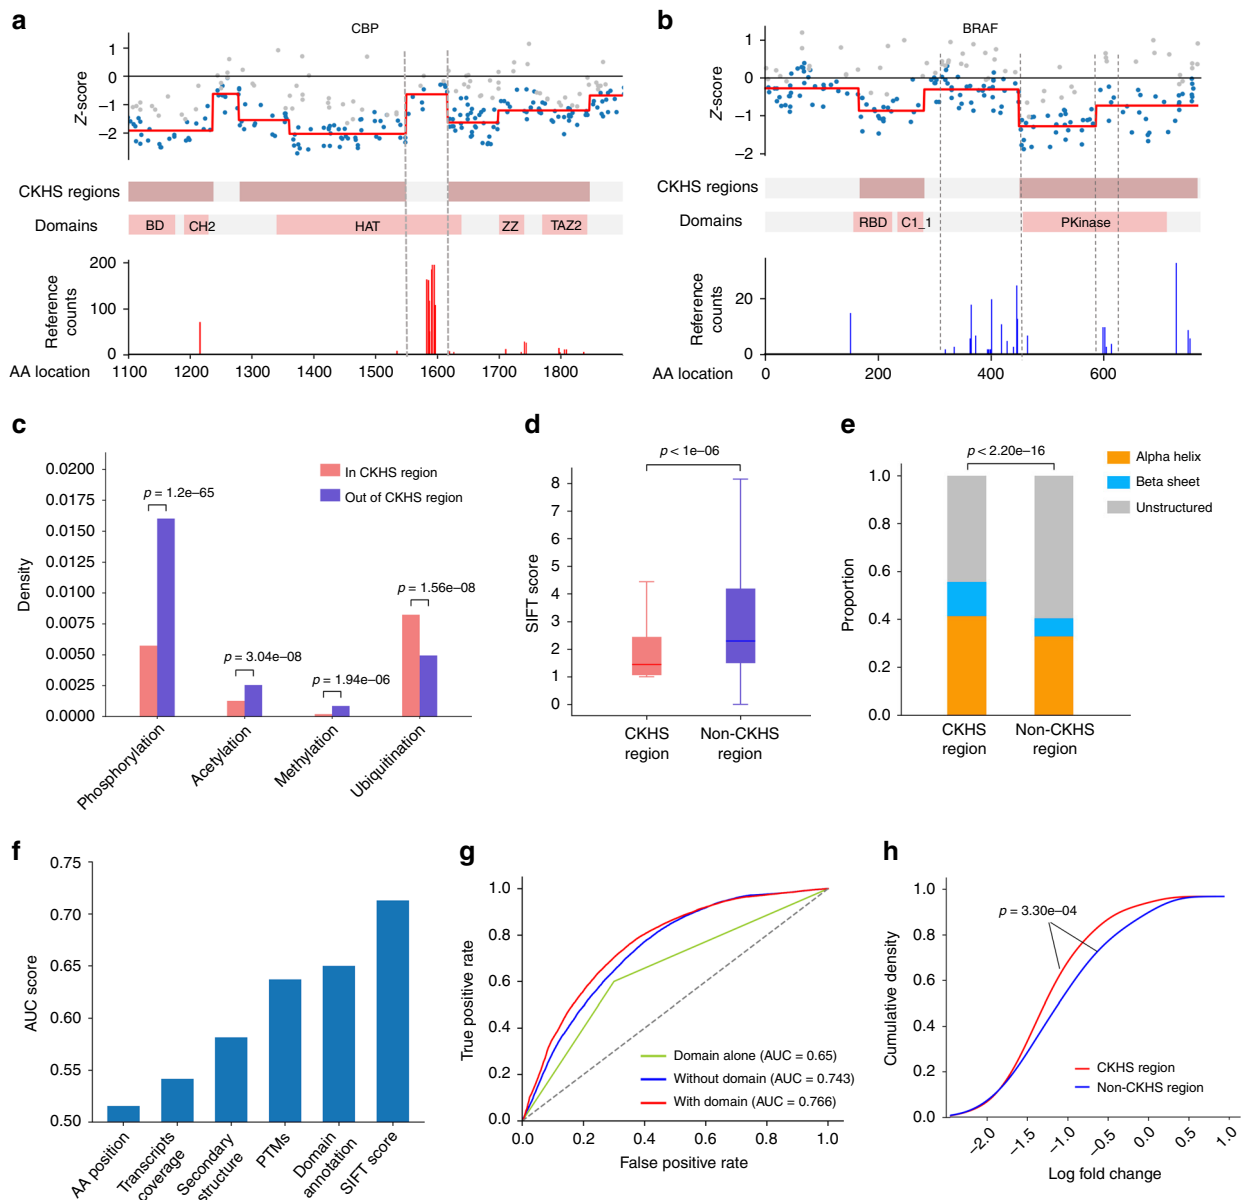 a
CBP
1
0
−1
−2
Z-score
CKHS regions
Domains
BD
CH2
HAT
ZZ
TAZ2
200
100
0
Reference
counts
AA location
1100 1200 1300 1400 1500 1600 1700 1800
b
BRAF
1
0
−1
−2
Z-score
CKHS regions
Domains
RBD
C1_1
PKinase
20
0
Reference
counts
AA location
0 200 400 600
c
0.0200
0.0175
0.0150
0.0125
0.0100
0.0075
0.0050
0.0025
0.0000
Density
In CKHS region
Out of CKHS region
p = 1.2e−65
p = 3.04e−08
p = 1.94e−06
p = 1.56e−08
Phosphorylation
Acetylation
Methylation
Ubiquitination
d
p < 1e−06
8
7
6
5
4
3
2
1
0
SIFT score
CKHS
region
Non-CKHS
region
e
p < 2.20e−16
Alpha helix
Beta sheet
Unstructured
1.0
0.8
0.6
0.4
0.2
0.0
Proportion
CKHS
region
Non-CKHS
region
f
0.75
0.70
0.65
0.60
0.55
0.50
AUC score
AA position
Transcripts
coverage
Secondary
structure
PTMs
Domain
annotation
SIFT score
g
1.0
0.8
0.6
0.4
0.2
0.0
True positive rate
Domain alone (AUC = 0.65)
Without domain (AUC = 0.743)
With domain (AUC = 0.766)
0.0 0.2 0.4 0.6 0.8 1.0
False positive rate
h
1.0
0.8
0.6
0.4
0.2
0.0
Cumulative density
p = 3.30e−04
CKHS region
Non-CKHS region
−2.0 −1.5 −1.0 −0.5 0.0 0.5 1.0
Log fold change